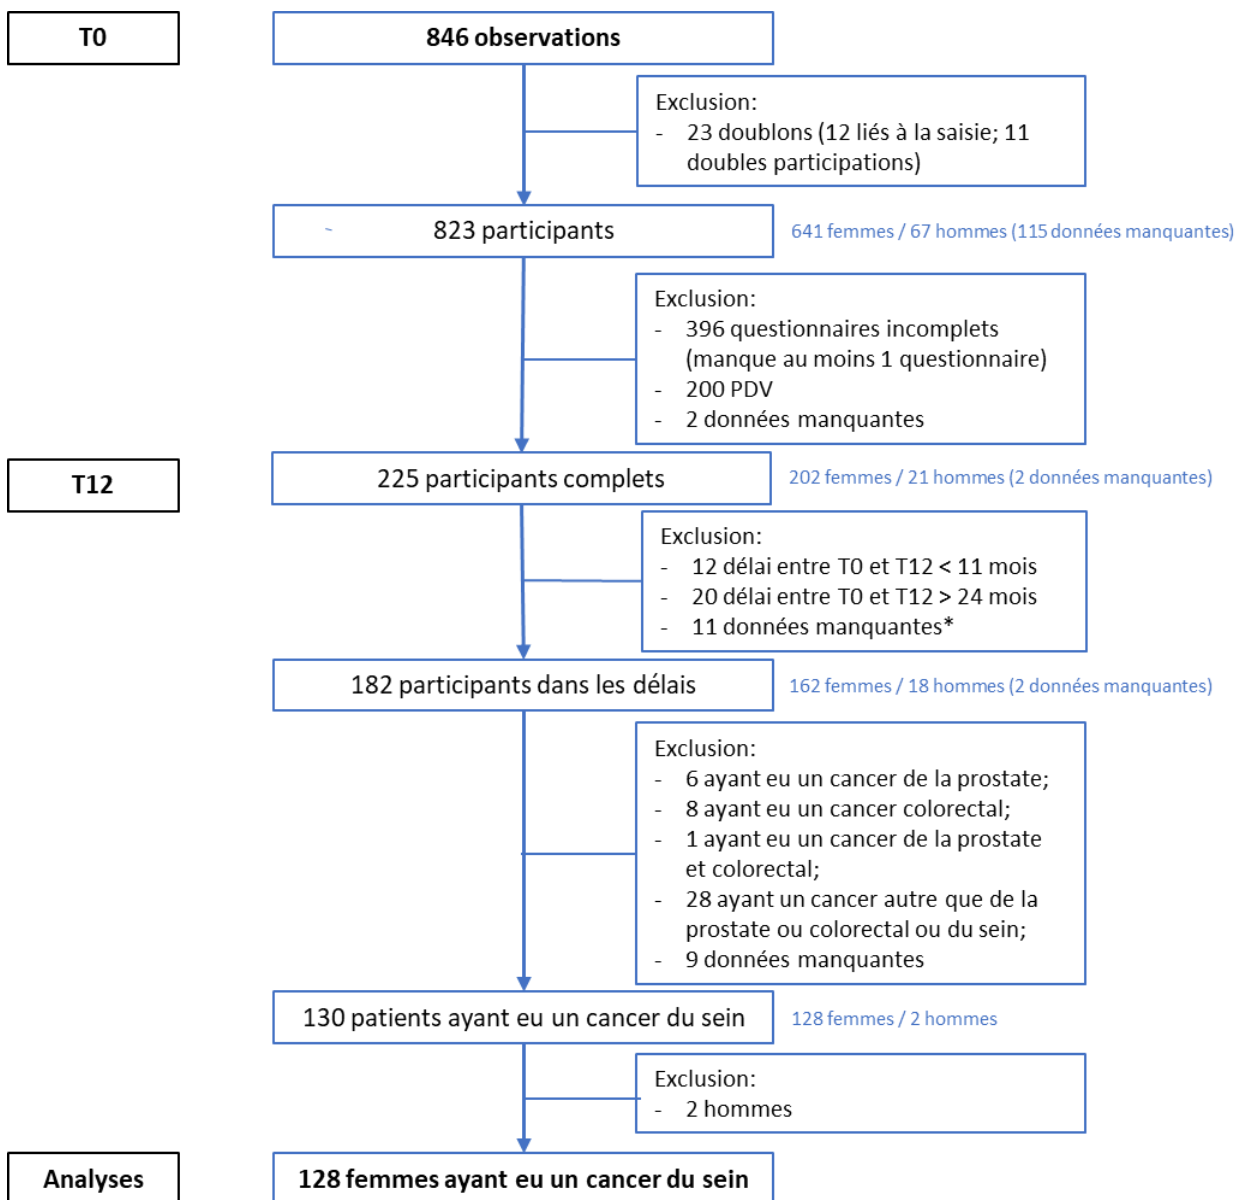 T0
846 observations
Exclusion:
- 23 doublons (12 liés à la saisie; 11
doubles participations)
~ 823 participants
641 femmes / 67 hommes (115 données manquantes)
Exclusion:
- 396 questionnaires incomplets
(manque au moins 1 questionnaire)
- 200 PDV
- 2 données manquantes
T12
225 participants complets
202 femmes / 21 hommes (2 données manquantes)
Exclusion:
- 12 délai entre T0 et T12 < 11 mois
- 20 délai entre T0 et T12 > 24 mois
- 11 données manquantes*
182 participants dans les délais
162 femmes / 18 hommes (2 données manquantes)
Exclusion:
- 6 ayant eu un cancer de la prostate;
- 8 ayant eu un cancer colorectal;
- 1 ayant eu un cancer de la prostate
et colorectal;
- 28 ayant un cancer autre que de la
prostate ou colorectal ou du sein;
- 9 données manquantes
130 patients ayant eu un cancer du sein
128 femmes / 2 hommes
Exclusion:
- 2 hommes
Analyses
128 femmes ayant eu un cancer du sein